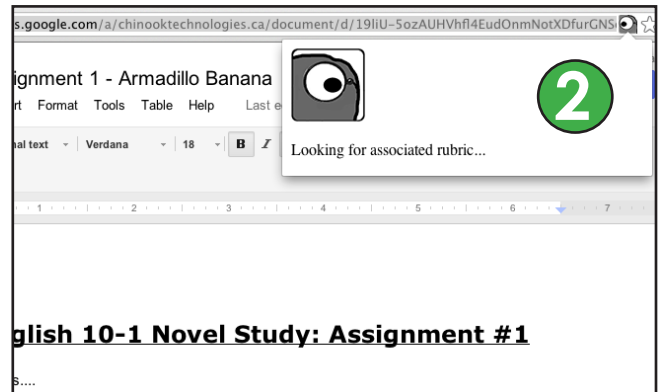 s.google.com/a/chinooktechnologies.ca/document/d/19liU-5ozAUHVhfl4EudOnmNotXDfurGNS
ignment 1 - Armadillo Banana
rt Format Tools Table Help Last e
2
Looking for associated rubric...
al text Verdana 18 B I
1 2 3 4 5 6 7
glish 10-1 Novel Study: Assignment #1
s....